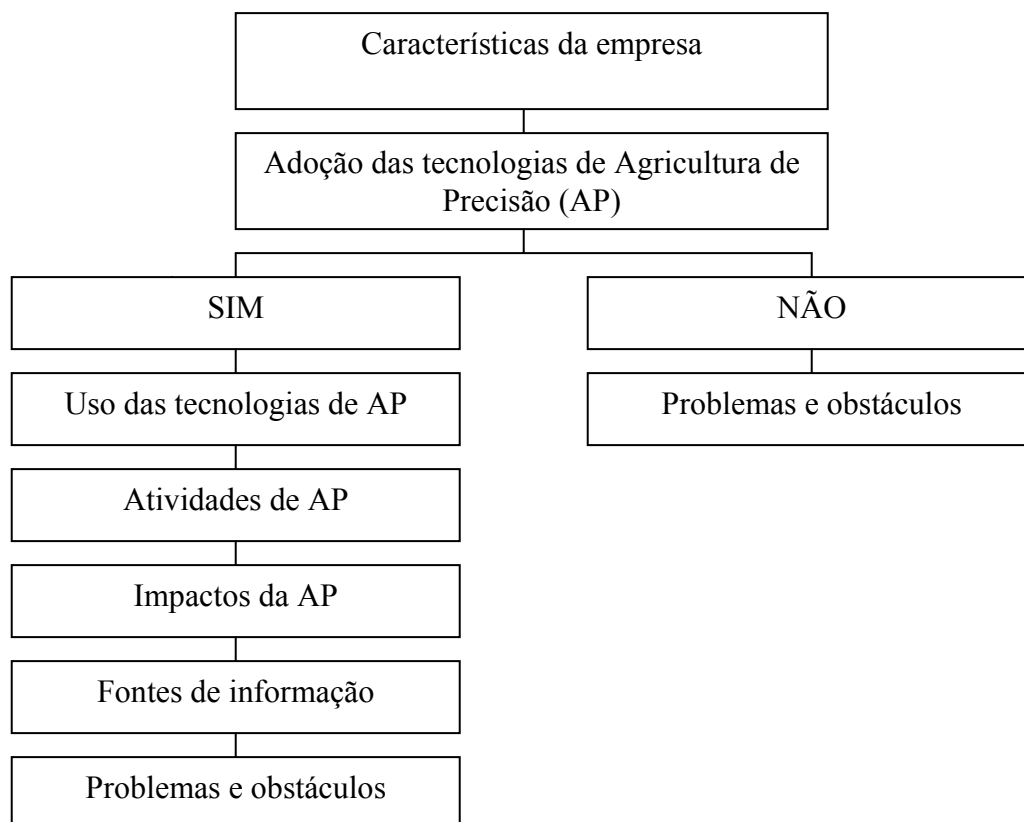 Características da empresa
Adoção das tecnologias de Agricultura de
Precisão (AP)
SIM
NÃO
Uso das tecnologias de AP
Problemas e obstáculos
Atividades de AP
Impactos da AP
Fontes de informação
Problemas e obstáculos